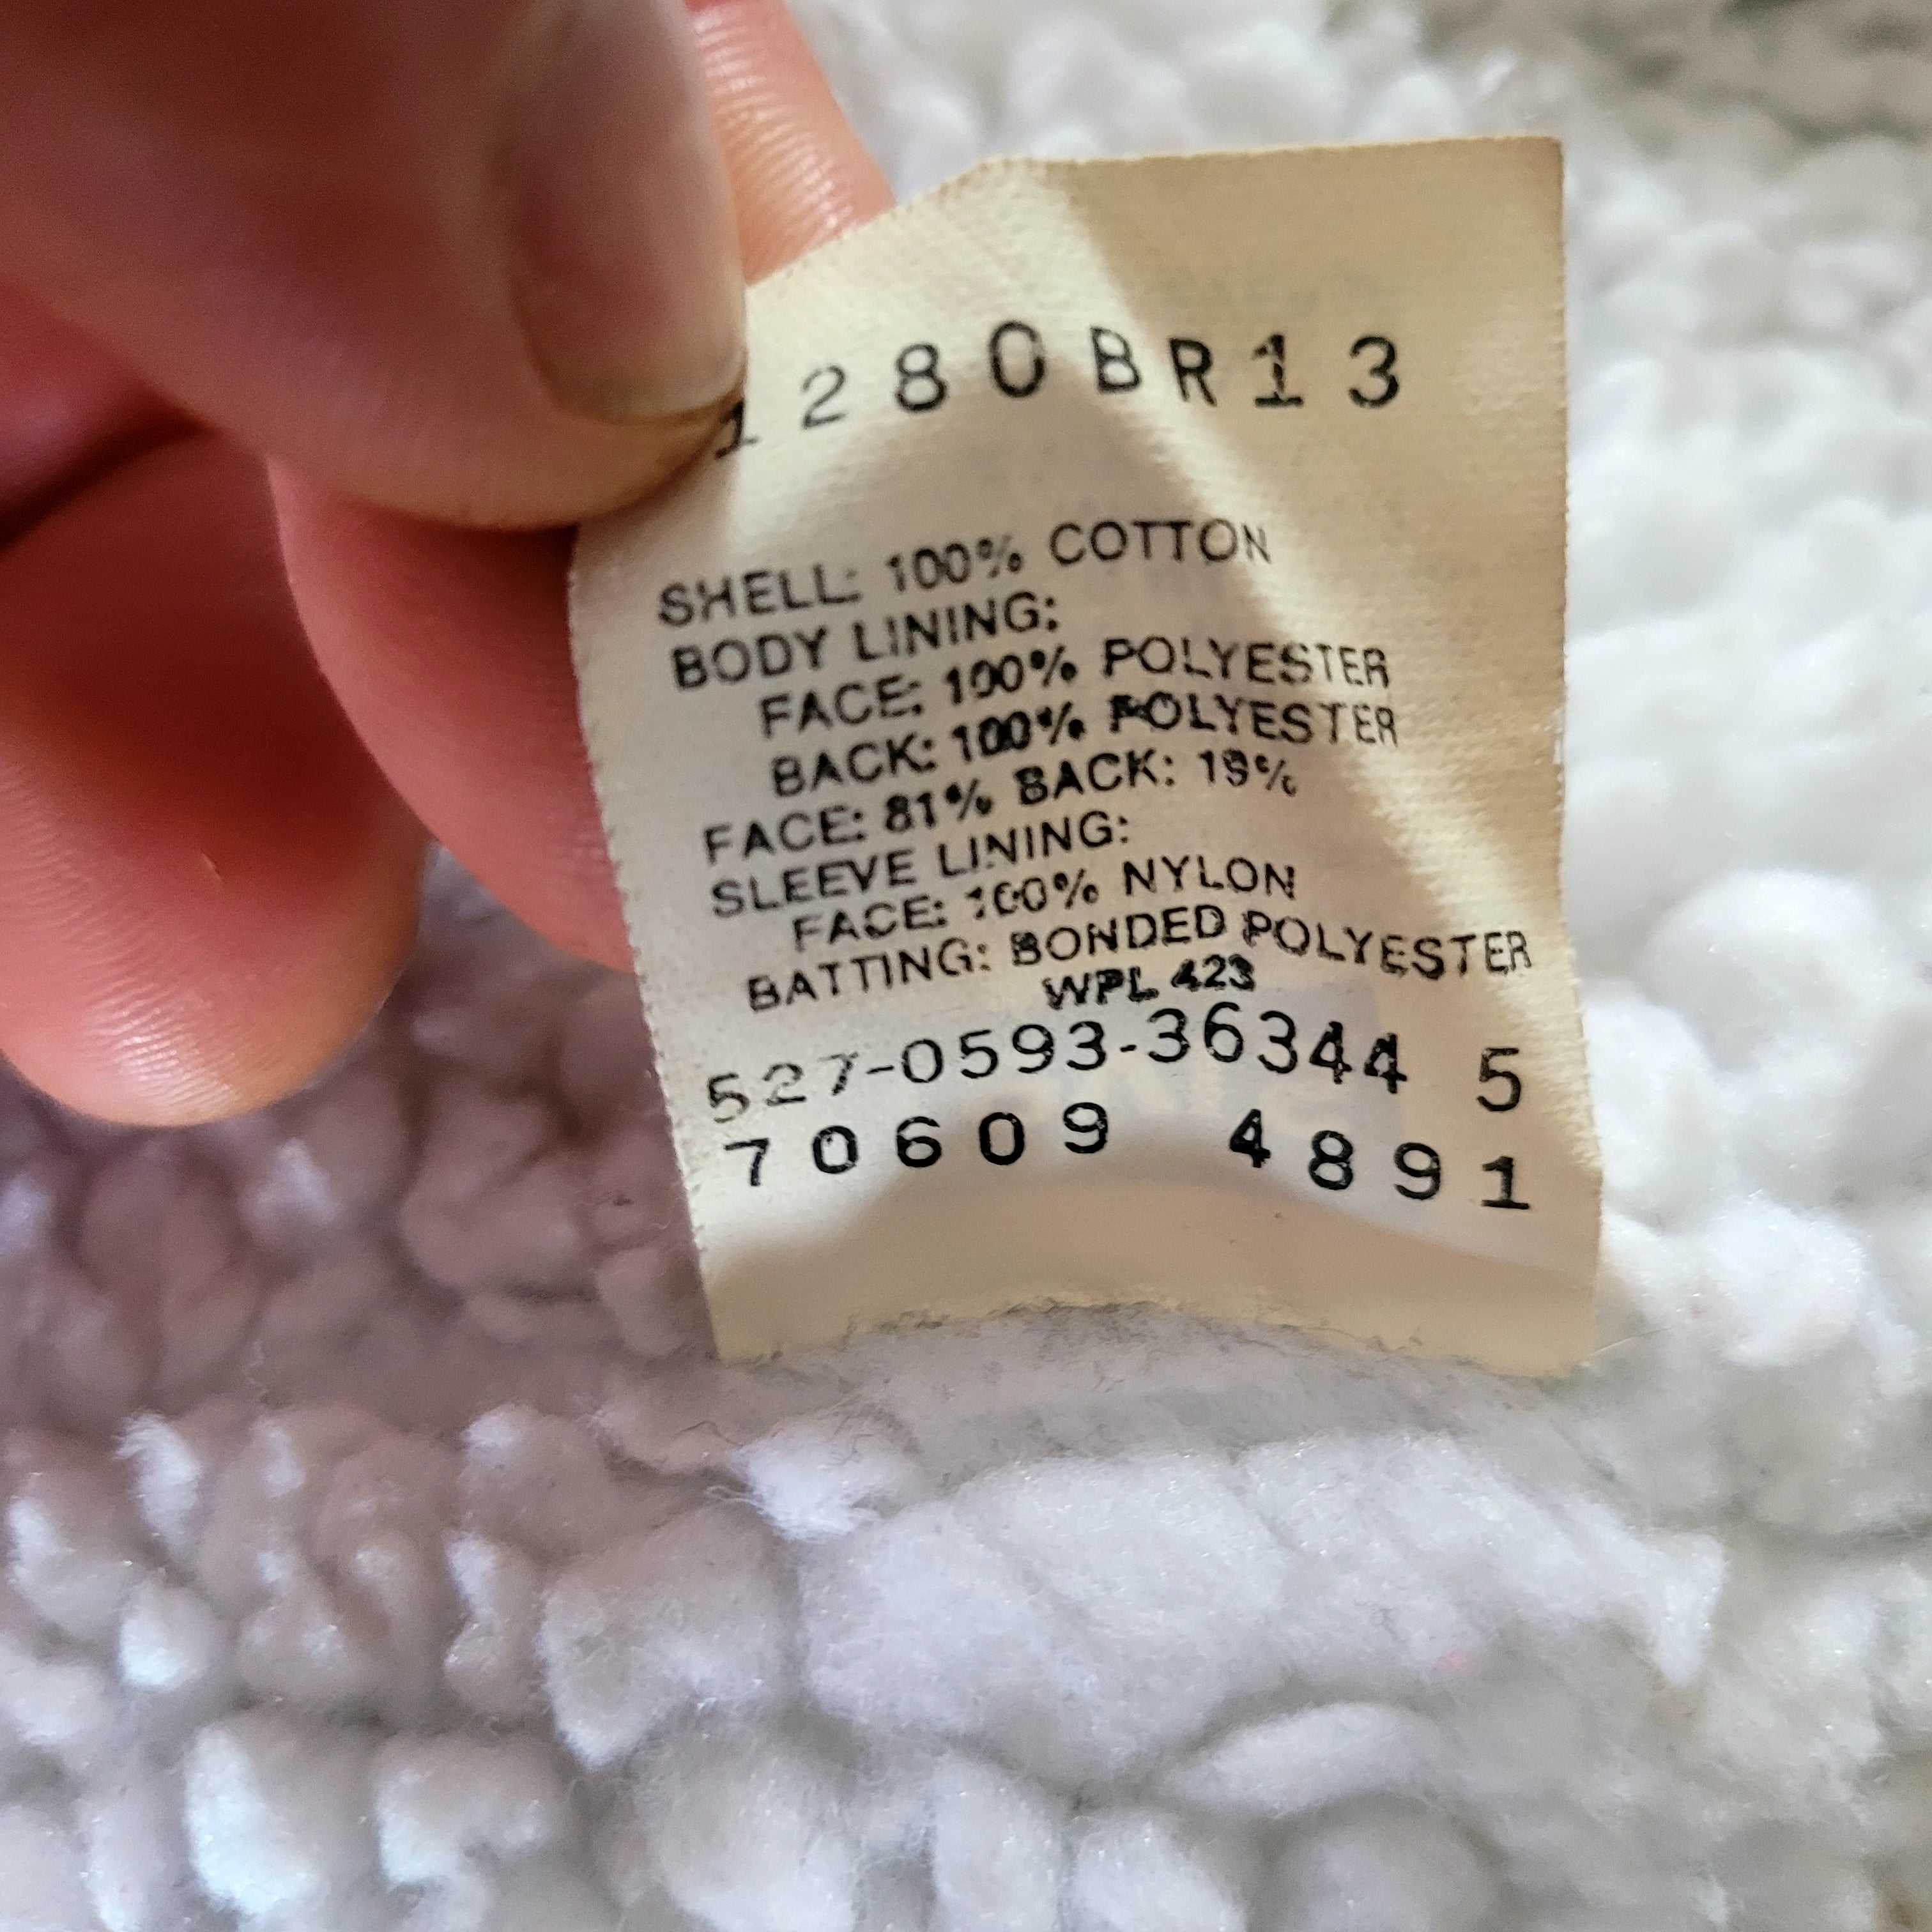 1280BR13
SHELL: 100% COTTON
BODY LINING:
FACE: 100% POLYESTER
BACK: 100% POLYESTER
FACE: 81% BACK: 19%
SLEEVE LINING:
FACE: 100% NYLON
BATTING: BONDED POLYESTER
WPL 423
527-0593-36344 5
70609 4891